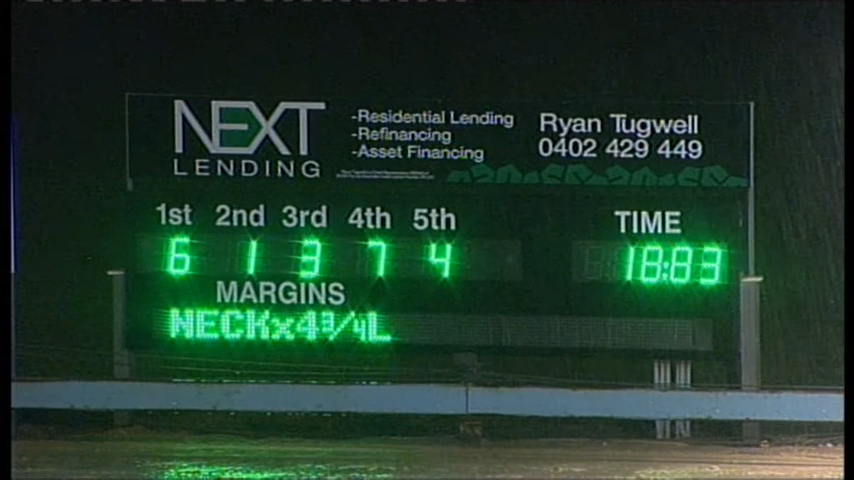 NEXT
LENDING
-Residential Lending
-Refinancing
-Asset Financing
Ryan Tugwell
0402 429 449
1st 2nd 3rd 4th 5th TIME
6 1 3 7 4 18:83
MARGINS
NECKx4¾L